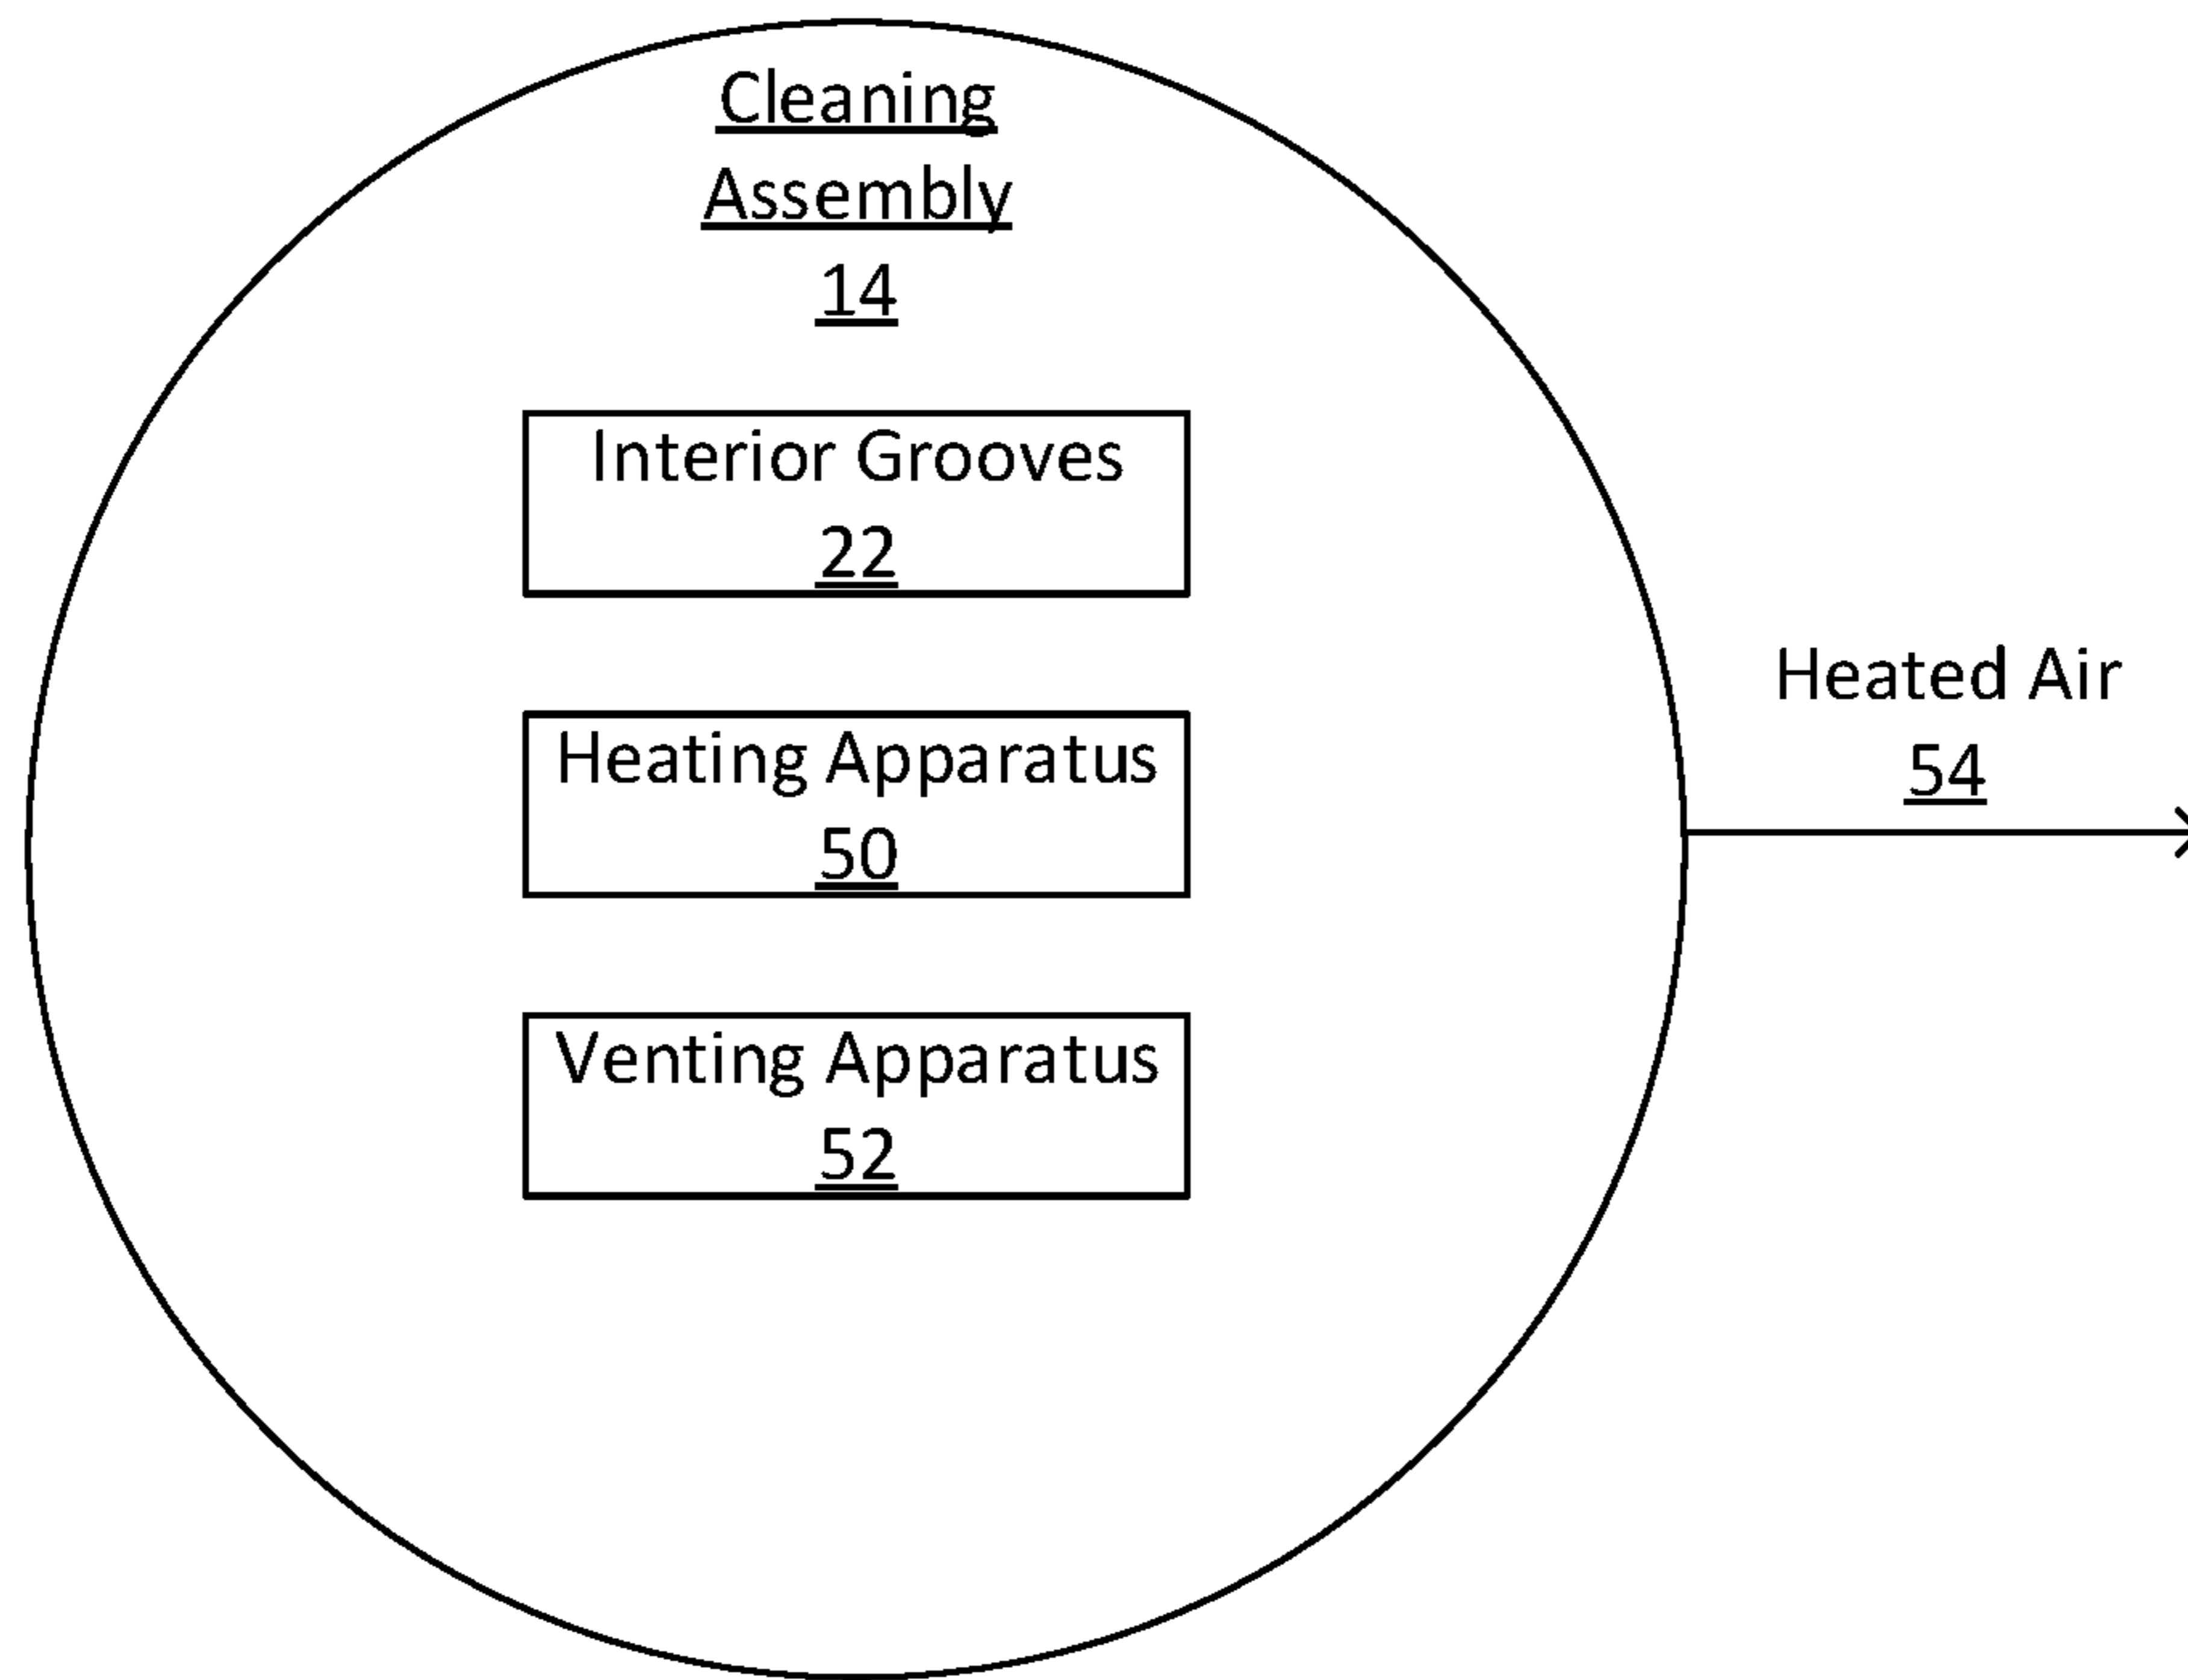 Cleaning
Assembly
14
Interior Grooves
22
Heating Apparatus
50
Venting Apparatus
52
Heated Air
54